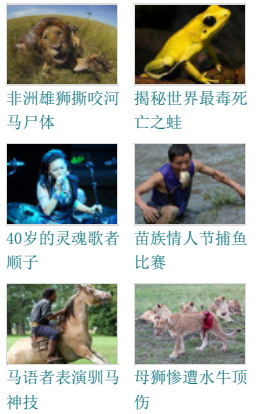 非洲雄狮撕咬河
马尸体
揭秘世界最毒死
亡之蛙
40岁的灵魂歌者
顺子
苗族情人节捕鱼
比赛
马语者表演驯马
神技
母狮惨遭水牛顶
伤